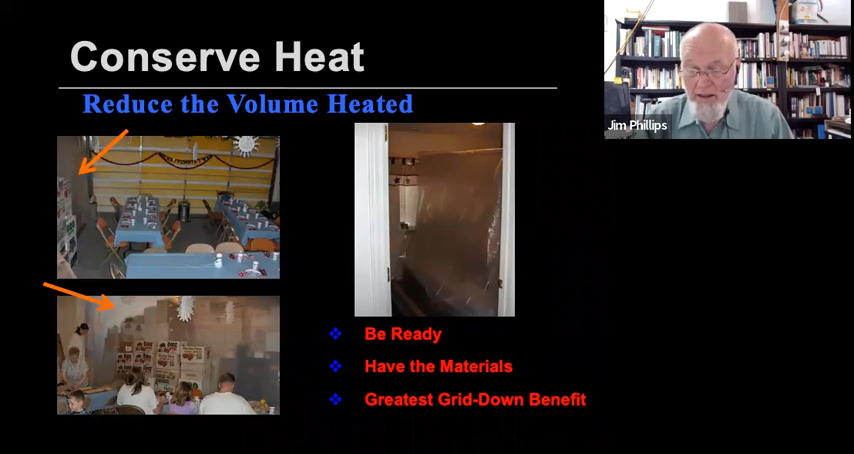 Conserve Heat
Reduce the Volume Heated
Jim Phillips
Be Ready
Have the Materials
Greatest Grid-Down Benefit